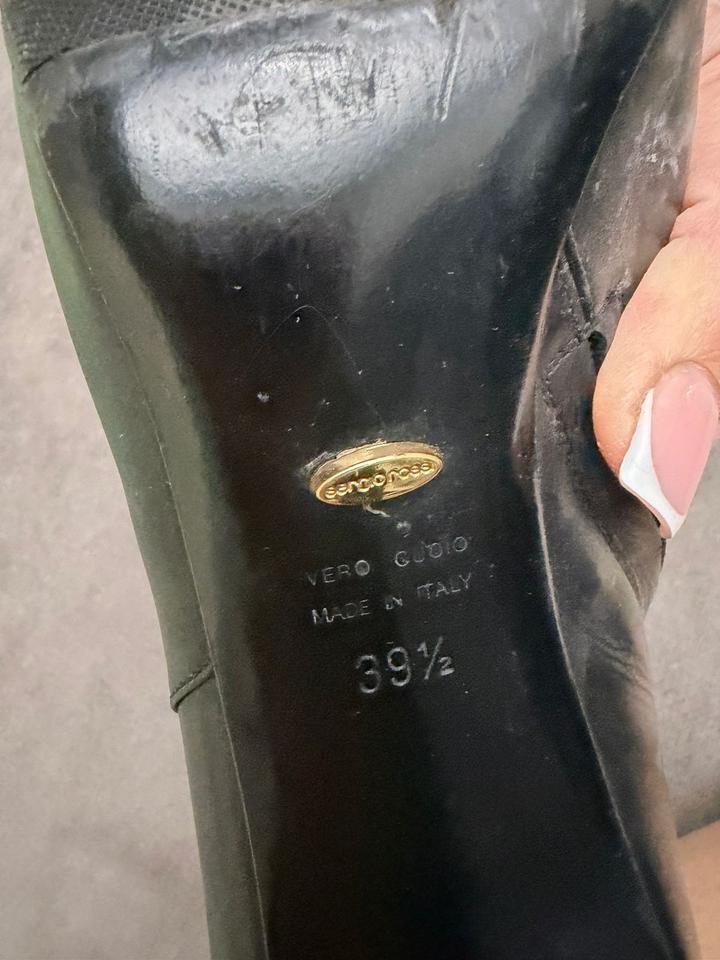 sergio rossi
VERO CUOIO
MADE IN ITALY
39½